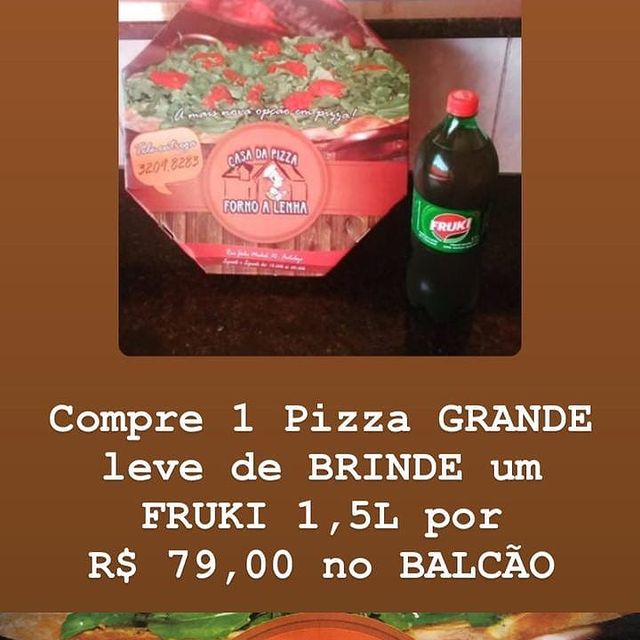 A mais nova opção em pizza!
Tele-entrega
3209.8283
CASA DA PIZZA
FORNO A LENHA
FRUKI
Compre 1 Pizza GRANDE
leve de BRINDE um
FRUKI 1,5L por
R$ 79,00 no BALCÃO